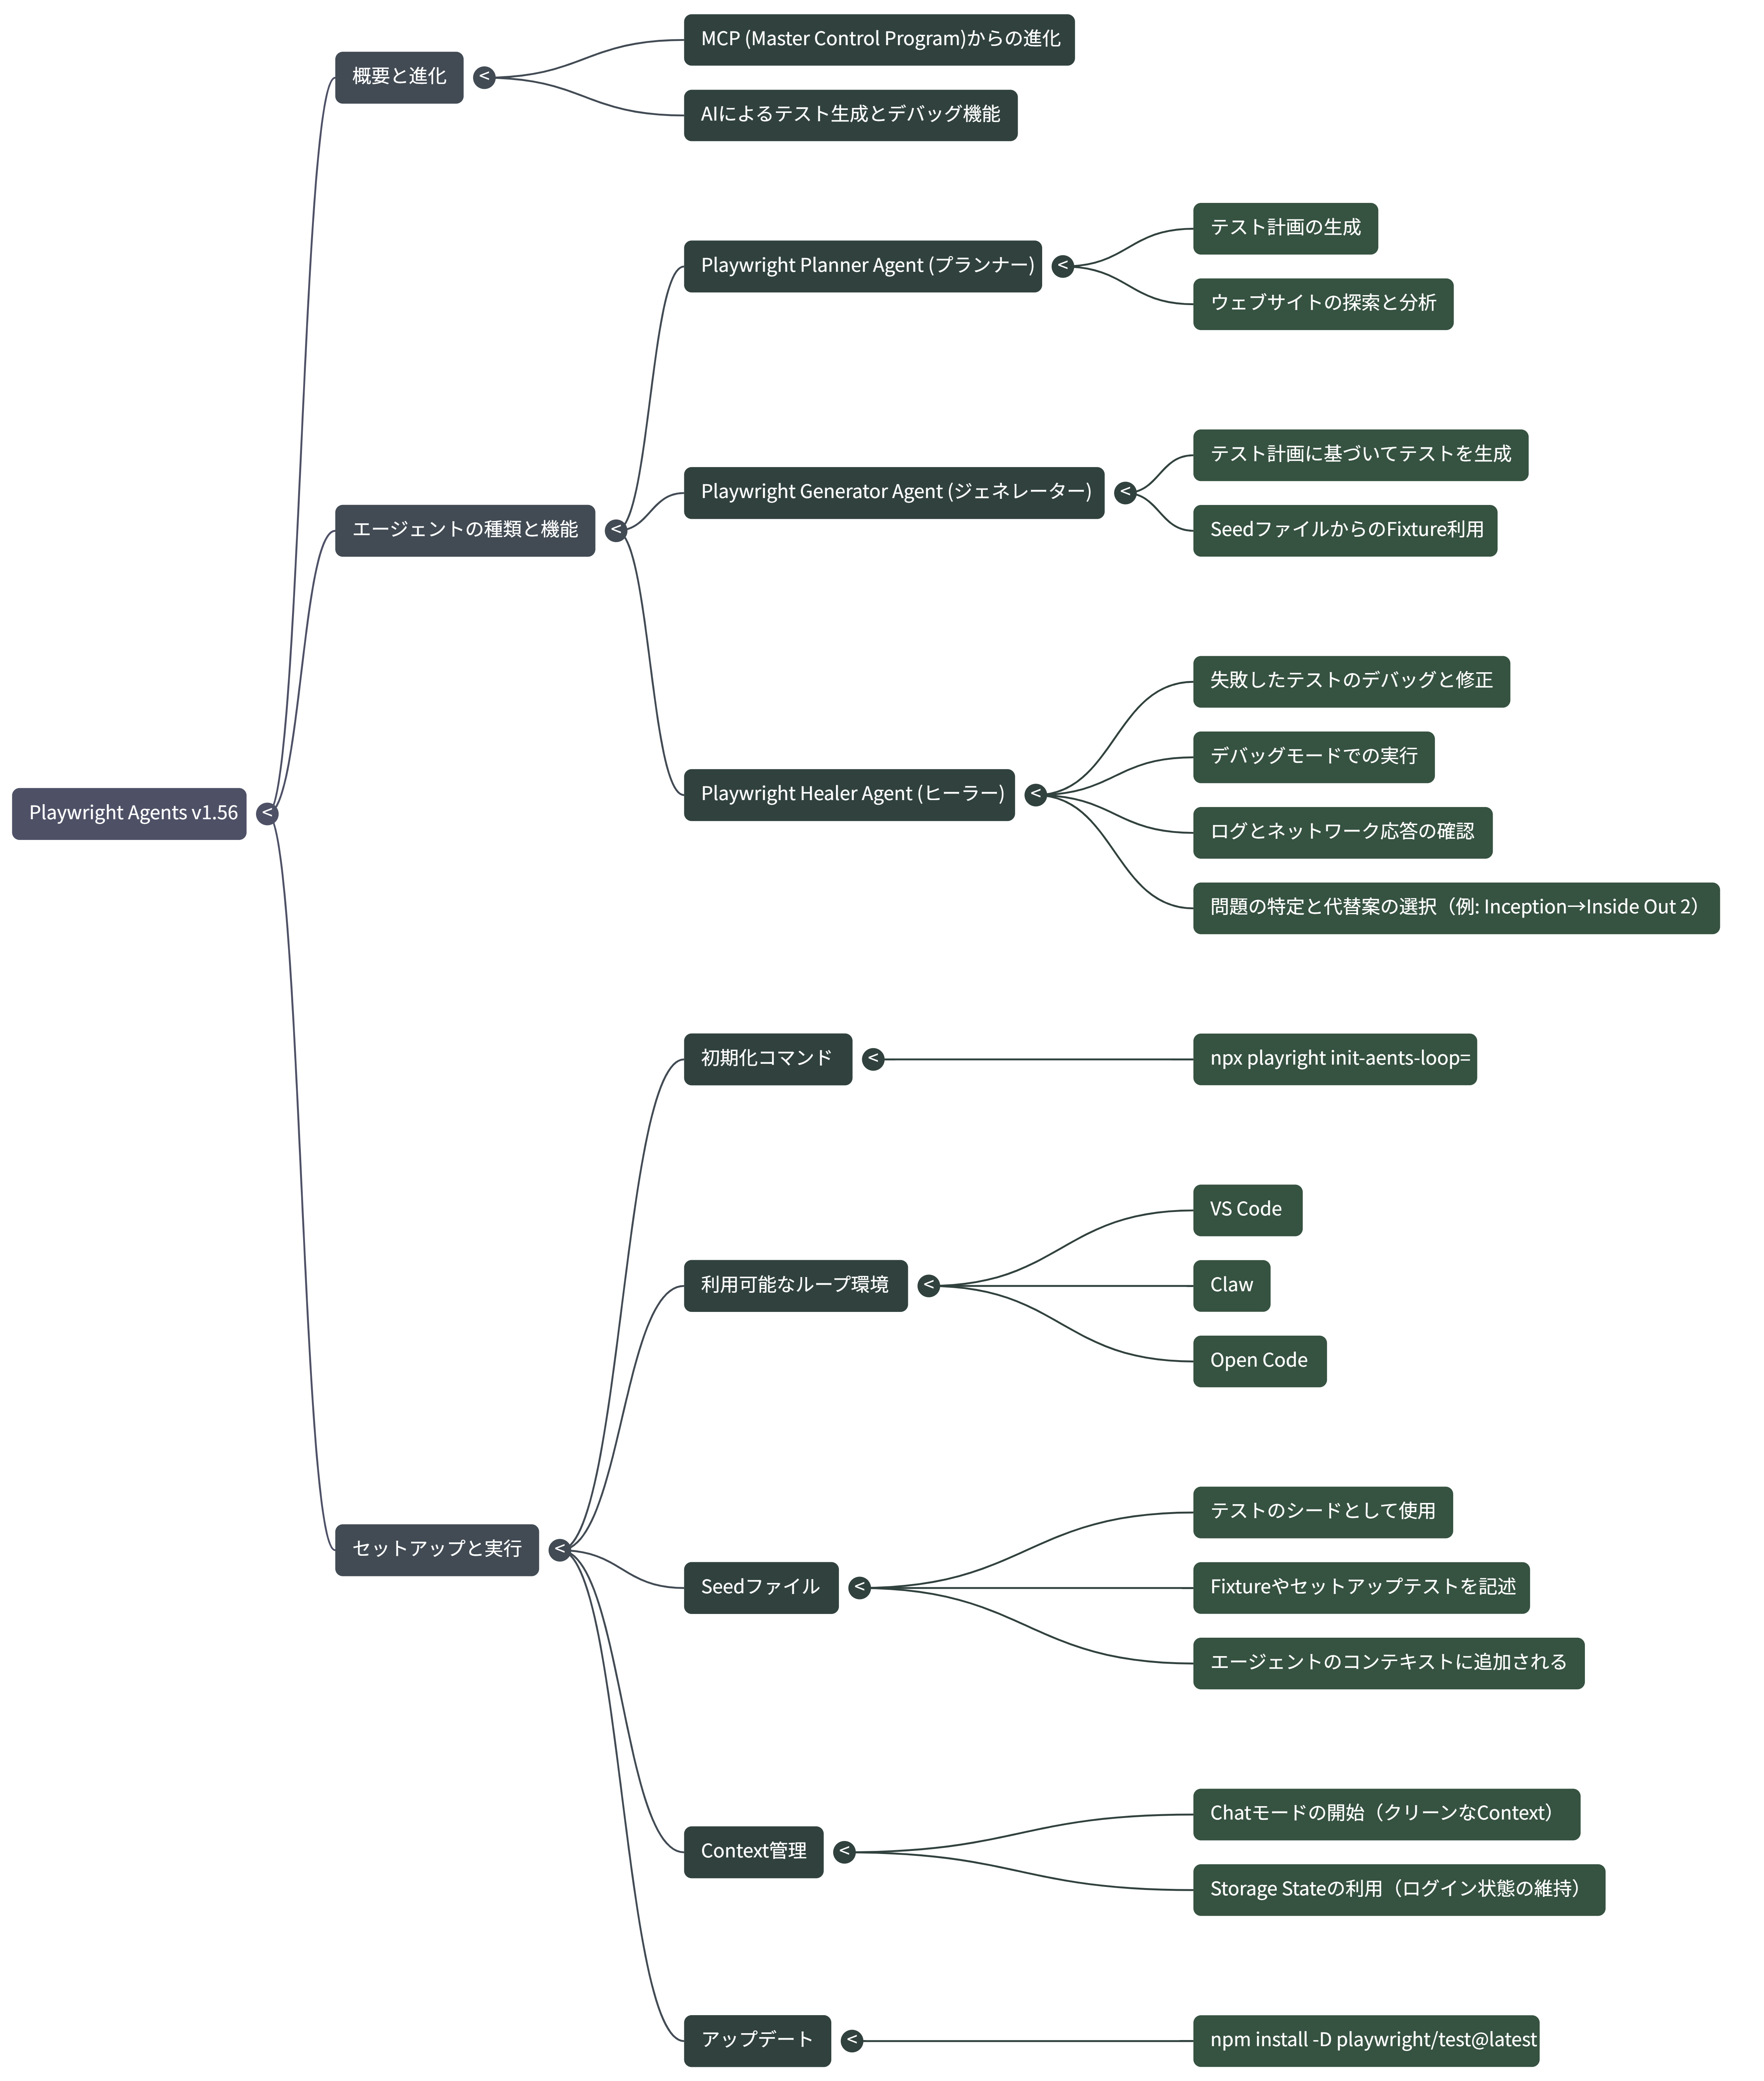 Playwright Agents v1.56
概要と進化
MCP (Master Control Program)からの進化
AIによるテスト生成とデバッグ機能
エージェントの種類と機能
Playwright Planner Agent (プランナー)
テスト計画の生成
ウェブサイトの探索と分析
Playwright Generator Agent (ジェネレーター)
テスト計画に基づいてテストを生成
SeedファイルからのFixture利用
Playwright Healer Agent (ヒーラー)
失敗したテストのデバッグと修正
デバッグモードでの実行
ログとネットワーク応答の確認
問題の特定と代替案の選択（例: Inception→Inside Out 2）
セットアップと実行
初期化コマンド
npx playright init-aents-loop=
利用可能なループ環境
VS Code
Claw
Open Code
Seedファイル
テストのシードとして使用
Fixtureやセットアップテストを記述
エージェントのコンテキストに追加される
Context管理
Chatモードの開始（クリーンなContext）
Storage Stateの利用（ログイン状態の維持）
アップデート
npm install -D playwright/test@latest